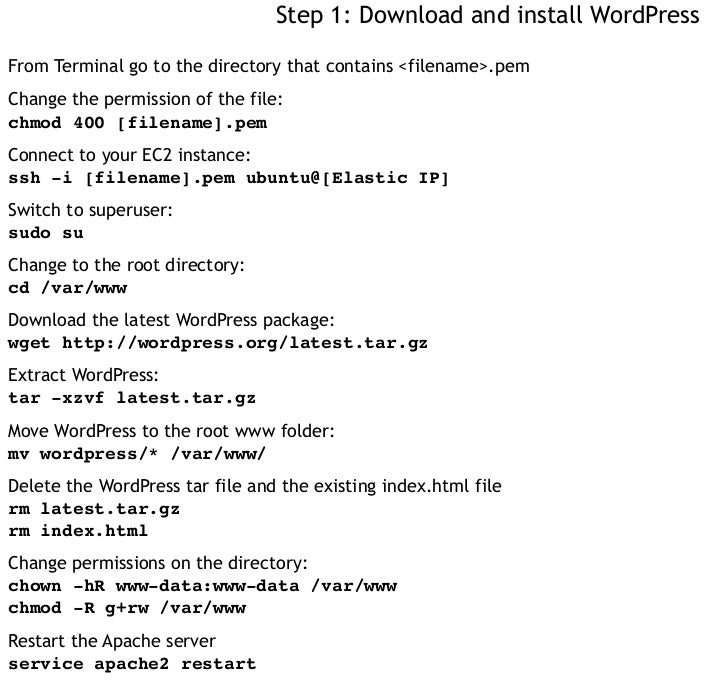 Step 1: Download and install WordPress
From Terminal go to the directory that contains <filename>.pem
Change the permission of the file:
chmod 400 [filename].pem
Connect to your EC2 instance:
ssh -i [filename].pem ubuntu@[Elastic IP]
Switch to superuser:
sudo su
Change to the root directory:
cd /var/www
Download the latest WordPress package:
wget http://wordpress.org/latest.tar.gz
Extract WordPress:
tar -xzvf latest.tar.gz
Move WordPress to the root www folder:
mv wordpress/* /var/www/
Delete the WordPress tar file and the existing index.html file
rm latest.tar.gz
rm index.html
Change permissions on the directory:
chown -hR www-data:www-data /var/www
chmod -R g+rw /var/www
Restart the Apache server
service apache2 restart